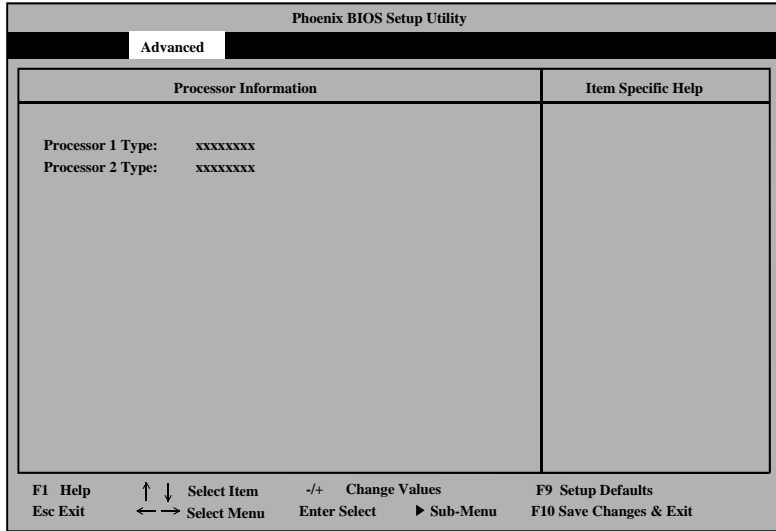 Phoenix BIOS Setup Utility
Advanced
Processor Information
Item Specific Help
Processor 1 Type: xxxxxxxx
Processor 2 Type: xxxxxxxx
F1 Help ↑ ↓ Select Item -/+ Change Values F9 Setup Defaults
Esc Exit ← → Select Menu Enter Select ▶ Sub-Menu F10 Save Changes & Exit